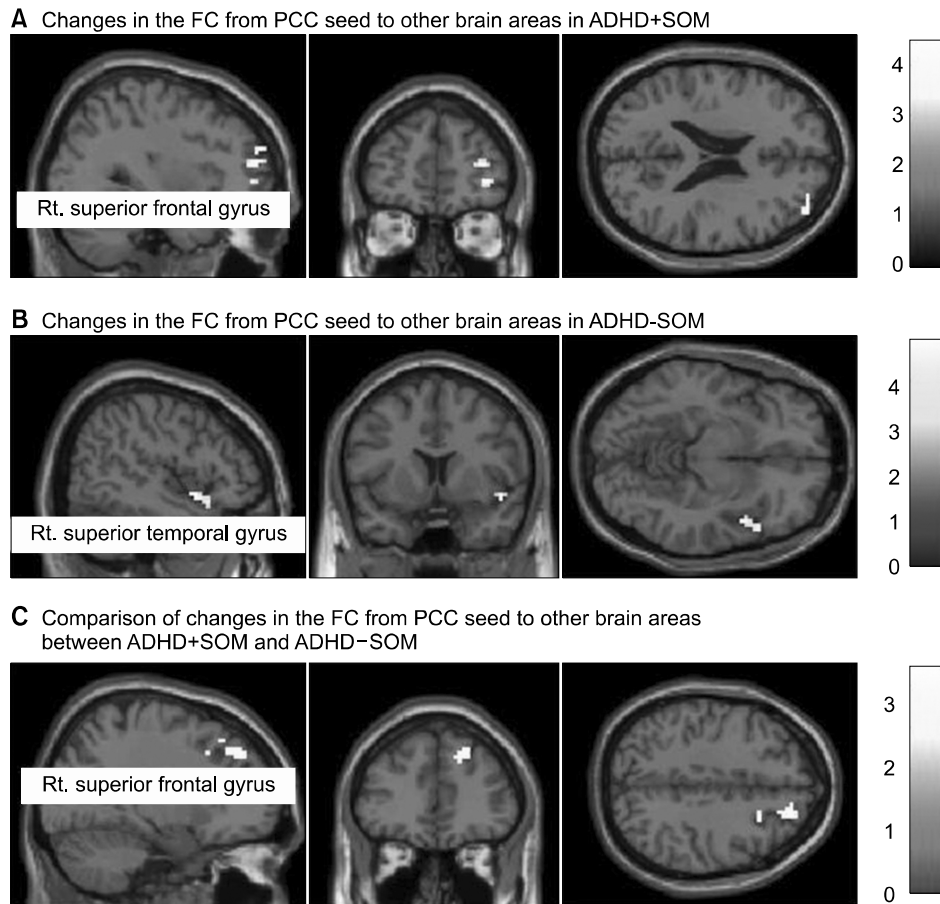 A Changes in the FC from PCC seed to other brain areas in ADHD+SOM
Rt. superior frontal gyrus
4
3
2
1
0
B Changes in the FC from PCC seed to other brain areas in ADHD-SOM
Rt. superior temporal gyrus
4
3
2
1
0
C Comparison of changes in the FC from PCC seed to other brain areas
between ADHD+SOM and ADHD−SOM
Rt. superior frontal gyrus
3
2
1
0